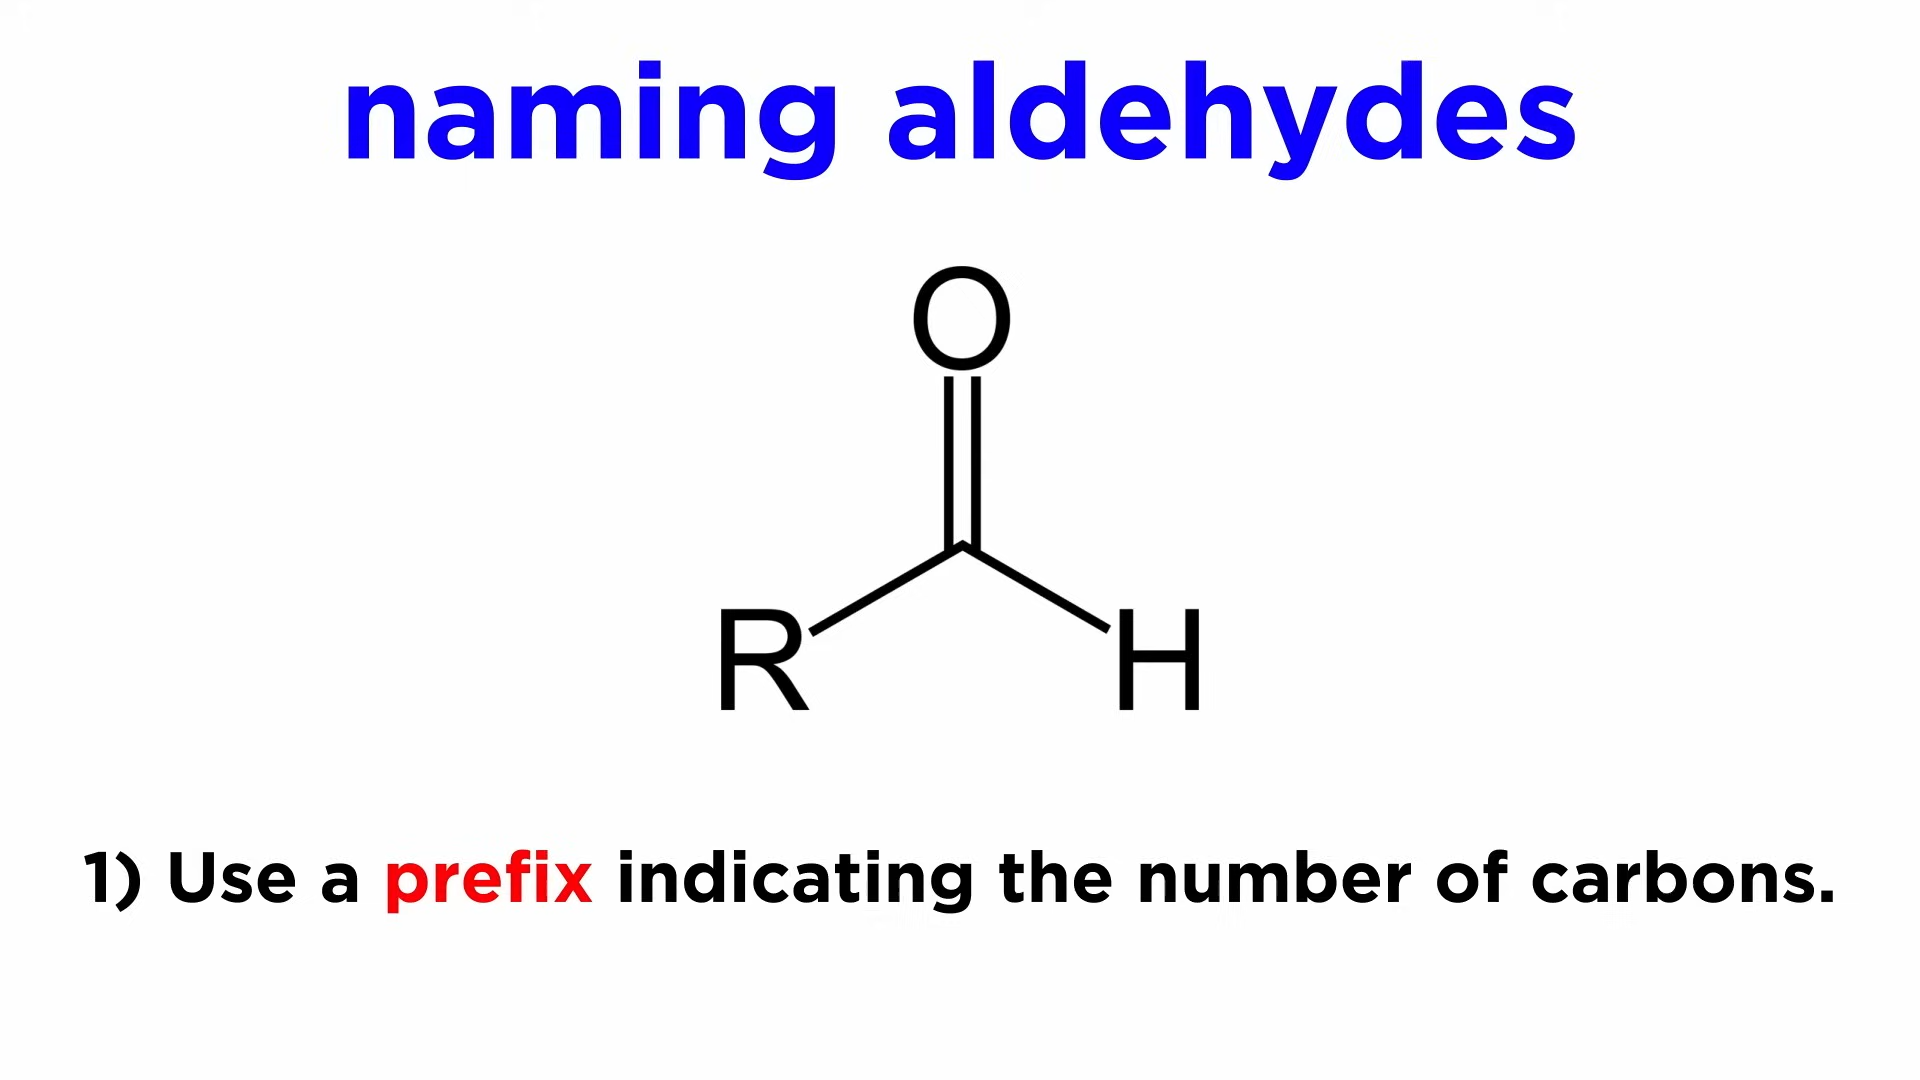 naming aldehydes
O
R H
1) Use a prefix indicating the number of carbons.